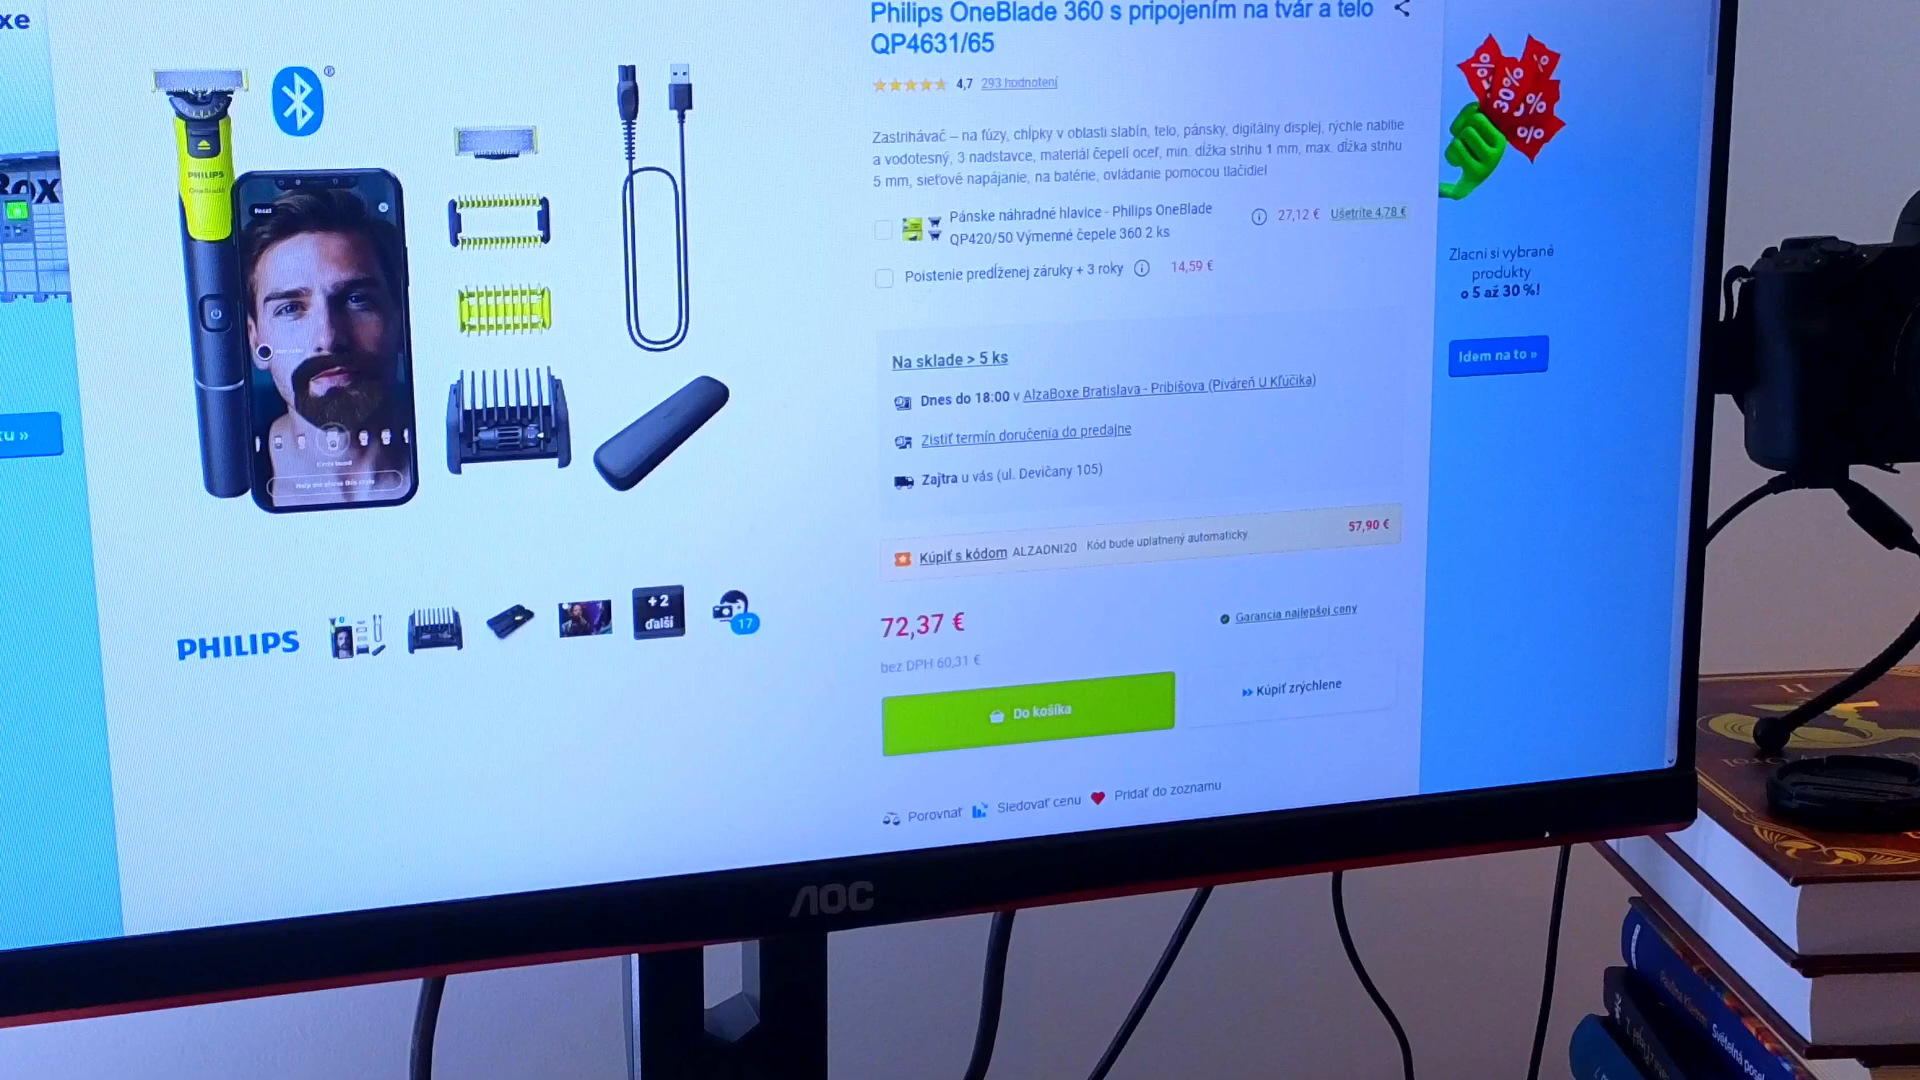 xe
Philips OneBlade 360 s pripojením na tvár a telo
QP4631/65
4,7 293 hodnotení
Zastrihávač – na fúzy, chĺpky v oblasti slabín, telo, pánsky, digitálny displej, rýchle nabitie
a vodotesný, 3 nadstavce, materiál čepelí oceľ, min. dĺžka strihu 1 mm, max. dĺžka strihu
5 mm, sieťové napájanie, na batérie, ovládanie pomocou tlačidiel
Pánske náhradné hlavice - Philips OneBlade
QP420/50 Výmenné čepele 360 2 ks
27,12 € Ušetríte 4,78 €
Poistenie predĺženej záruky + 3 roky 14,59 €
Na sklade > 5 ks
Dnes do 18:00 v AlzaBoxe Bratislava - Pribišova (Piváreň U Kľúčika)
Zistiť termín doručenia do predajne
Zajtra u vás (ul. Devičany 105)
Kúpiť s kódom ALZADNI20 Kód bude uplatnený automaticky.
57,90 €
72,37 €
Garancia najlepšej ceny
bez DPH 60,31 €
Do košíka
Kúpiť zrýchlene
Porovnať Sledovať cenu Pridať do zoznamu
PHILIPS
®
PHILIPS
+2
ďalší
17
30%
%
%
%
Zlacni si vybrané
produkty
o 5 až 30 %!
Idem na to »
Box
ku »
AOC
II